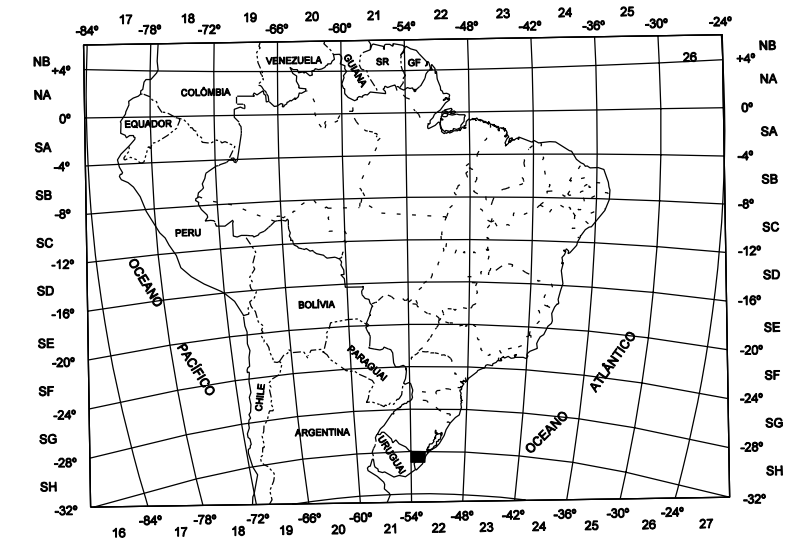 17 18 19 20 21 22 23 24 25
-84° -78° -72° -66° -60° -54° -48° -42° -36° -30° -24°
NB NB
+4° VENEZUELA GUIANA SR GF 26 +4°
NA COLÔMBIA NA
0° EQUADOR 0°
SA SA
-4° -4°
SB SB
-8° -8°
PERU
SC SC
-12° -12°
OCEANO
SD SD
BOLÍVIA
-16° -16°
SE SE
PACÍFICO PARAGUAI ATLÂNTICO
-20° -20°
SF CHILE SF
-24° -24°
ARGENTINA OCEANO
SG SG
-28° URUGUAI -28°
SH SH
-32° -32°
-84° -78° -72° -66° -60° -54° -48° -42° -36° -30°
16 17 18 19 20 21 22 23 24 25 26 27